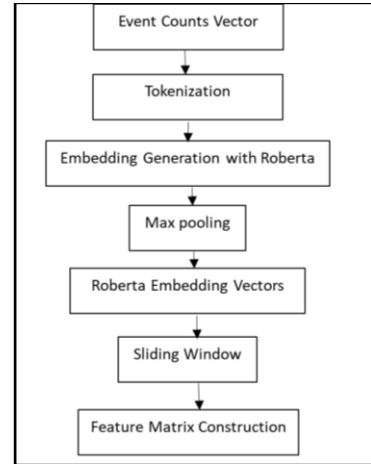 Event Counts Vector
Tokenization
Embedding Generation with Roberta
Max pooling
Roberta Embedding Vectors
Sliding Window
Feature Matrix Construction